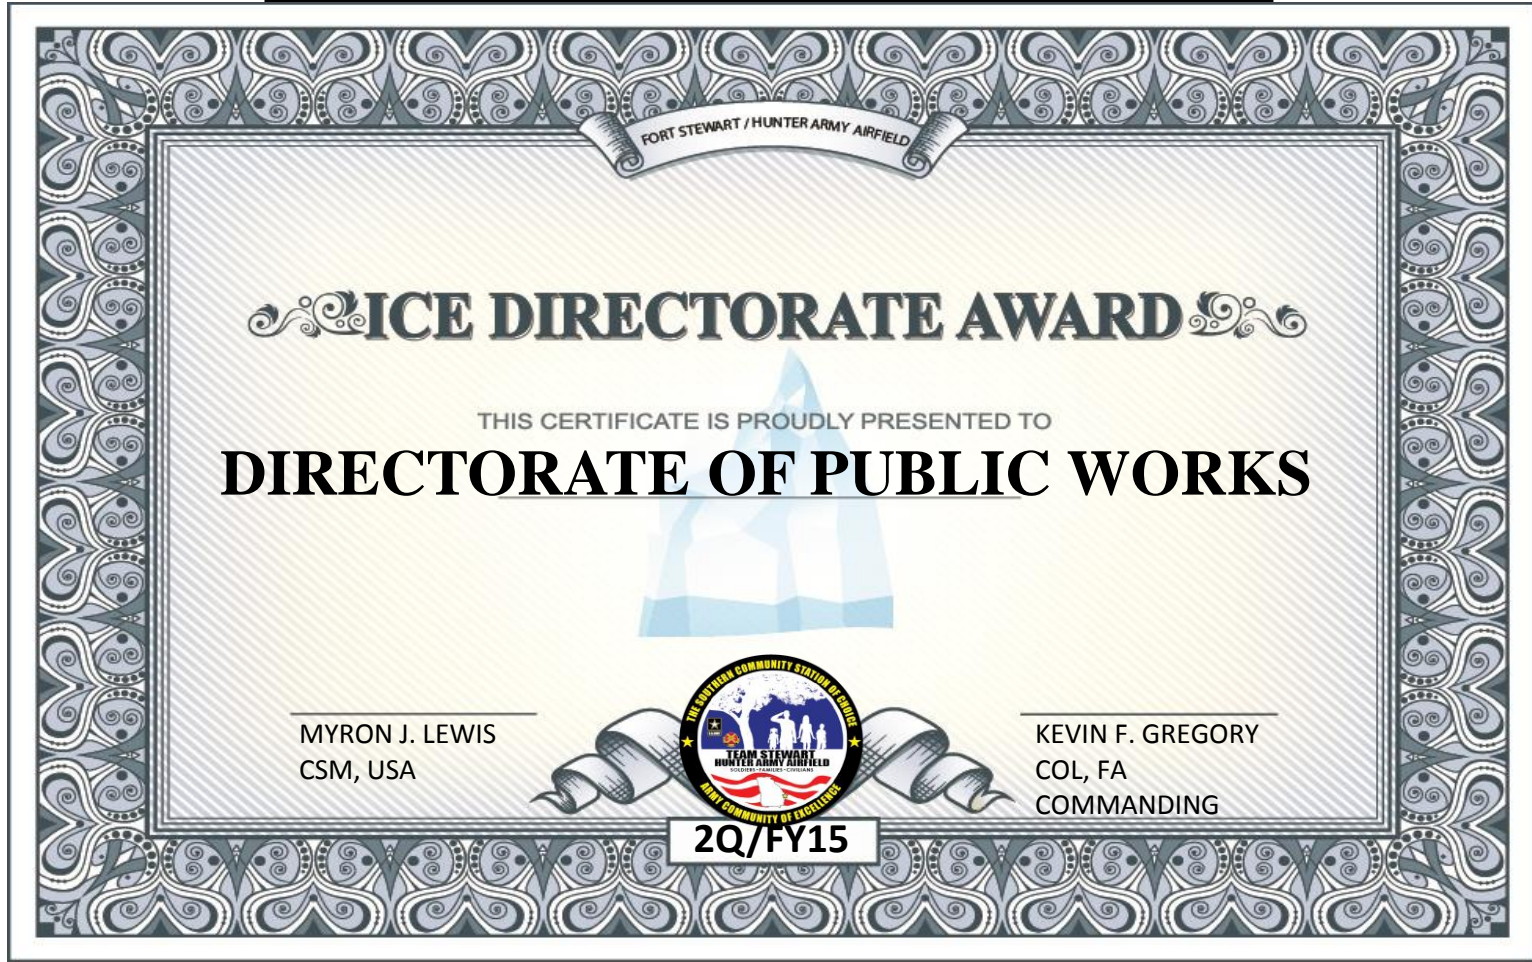 FORT STEWART / HUNTER ARMY AIRFIELD
ICE DIRECTORATE AWARD
THIS CERTIFICATE IS PROUDLY PRESENTED TO
DIRECTORATE OF PUBLIC WORKS
MYRON J. LEWIS
CSM, USA
THE SOUTHERN COMMUNITY STATION OF CHOICE
TEAM STEWART
HUNTER ARMY AIRFIELD
SOLDIERS • FAMILIES • CIVILIANS
ARMY COMMUNITY OF EXCELLENCE
KEVIN F. GREGORY
COL, FA
COMMANDING
2Q/FY15